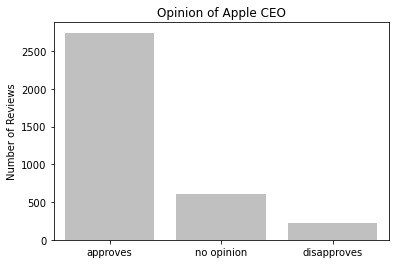 Opinion of Apple CEO
Number of Reviews
2500
2000
1500
1000
500
0
approves no opinion disapproves